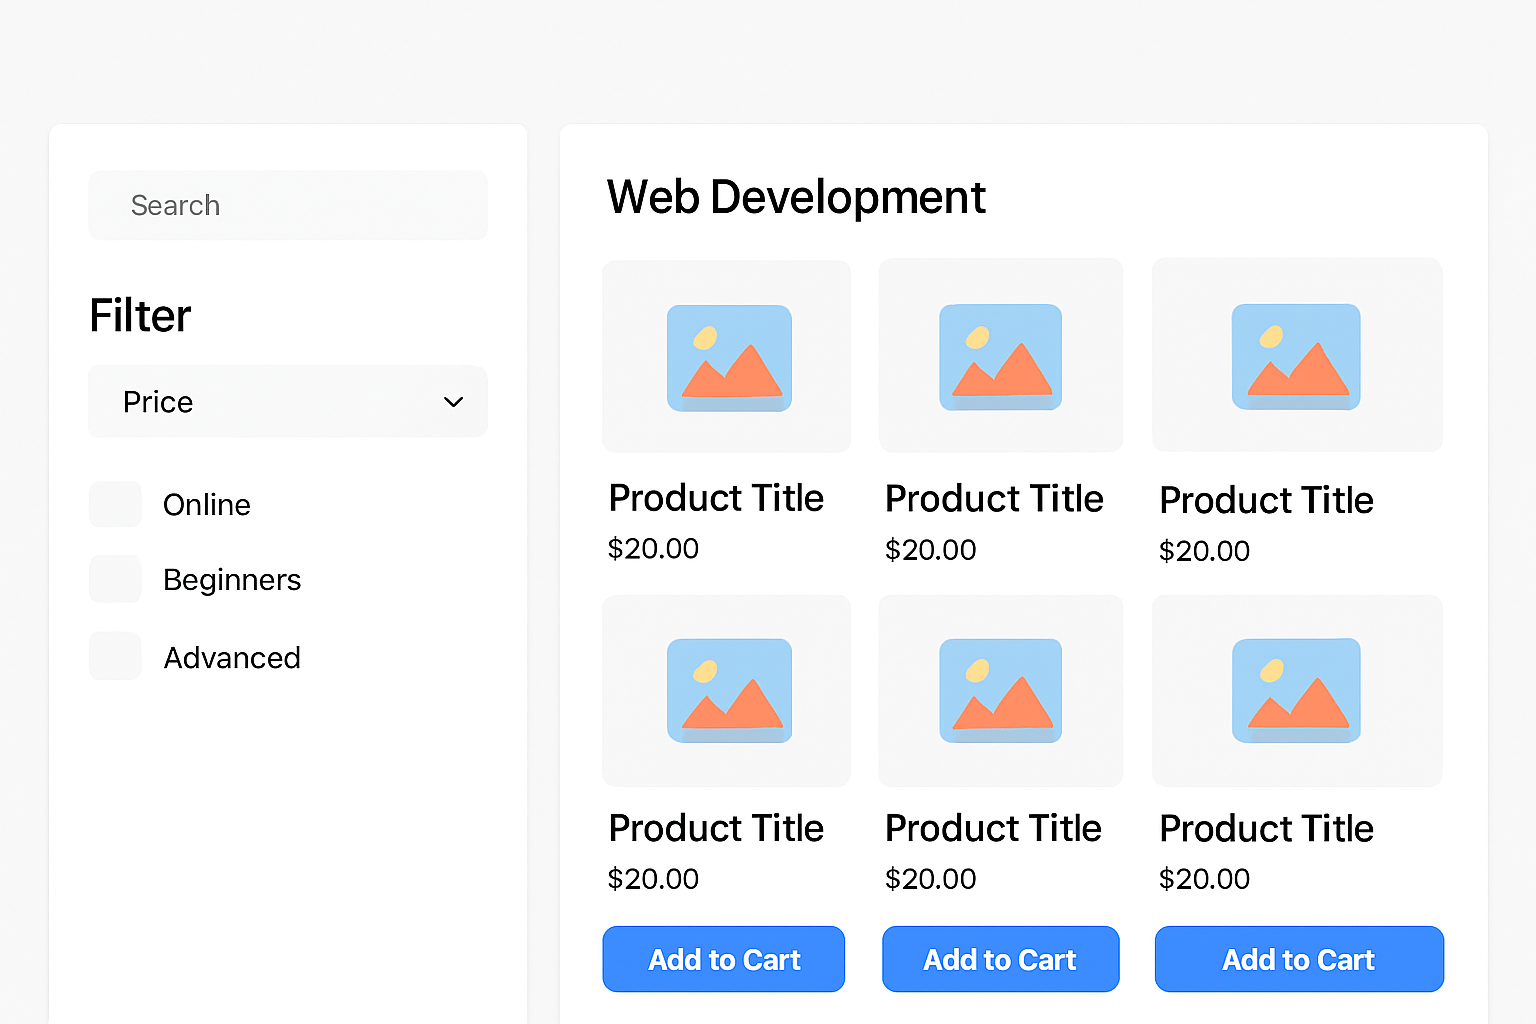 Search
Filter
Price
Online
Beginners
Advanced
Web Development
Product Title
$20.00
Product Title
$20.00
Product Title
$20.00
Product Title
$20.00
Add to Cart
Product Title
$20.00
Add to Cart
Product Title
$20.00
Add to Cart